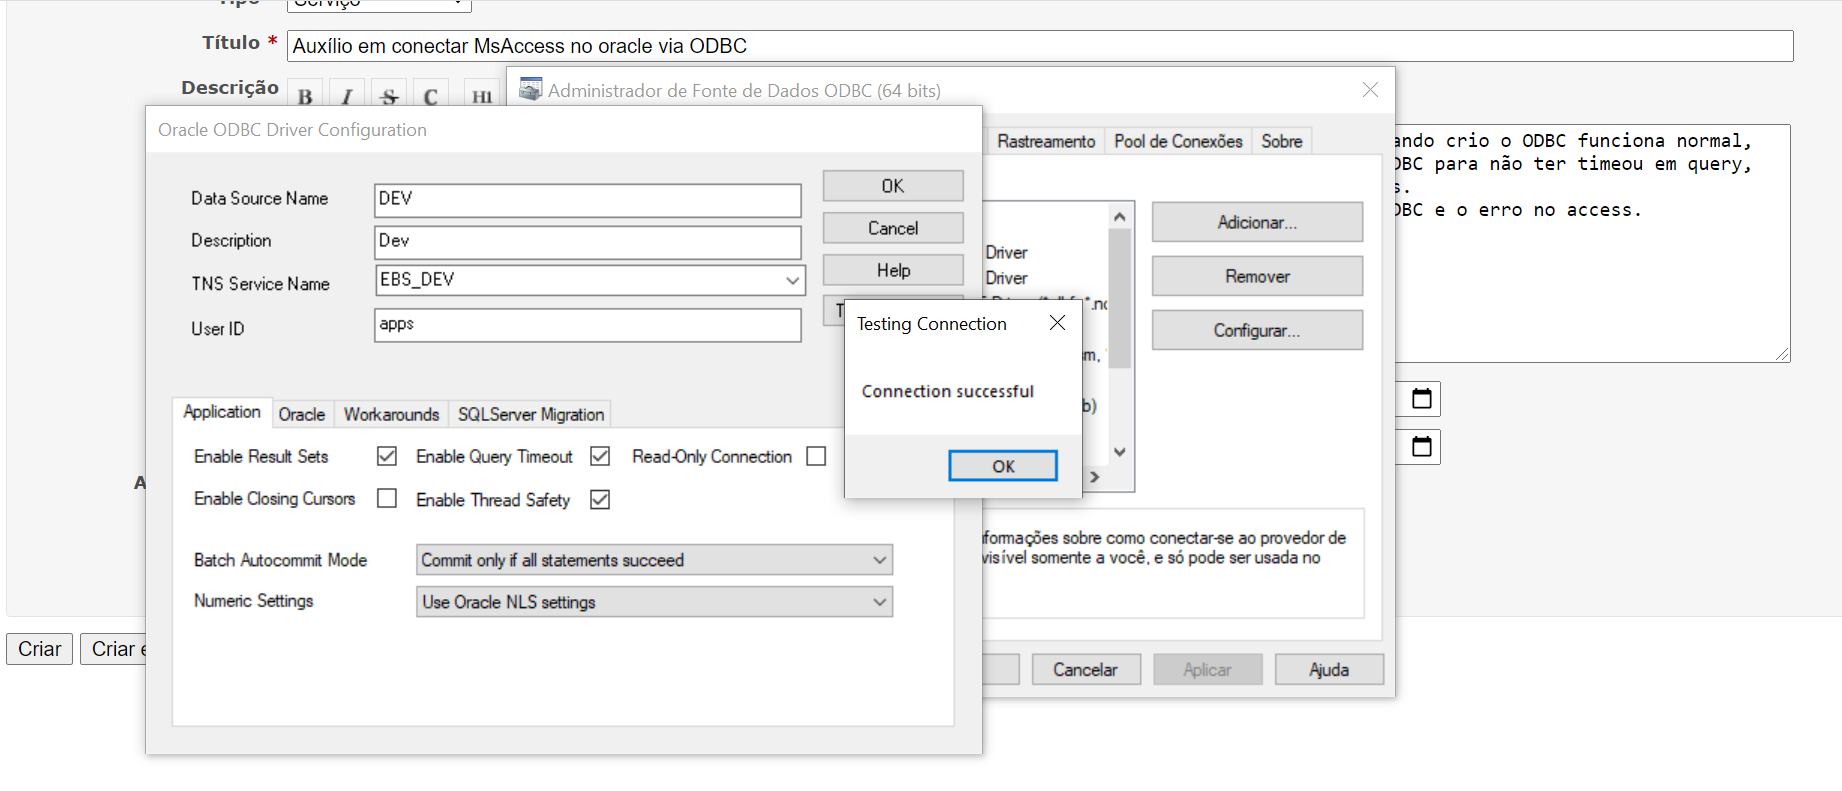 Serviço
Título *
Auxílio em conectar MsAccess no oracle via ODBC
Descrição
B I S C H1
Administrador de Fonte de Dados ODBC (64 bits)
Rastreamento
Pool de Conexões
Sobre
ando crio o ODBC funciona normal,
DBC para não ter timeou em query,
s.
DBC e o erro no access.
Driver
Driver
Adicionar...
Remover
Configurar...
sm,
b)
nformações sobre como conectar-se ao provedor de
visível somente a você, e só pode ser usada no
Cancelar
Aplicar
Ajuda
Oracle ODBC Driver Configuration
Data Source Name
DEV
Description
Dev
TNS Service Name
EBS_DEV
User ID
apps
OK
Cancel
Help
T
Testing Connection
Connection successful
OK
Application
Oracle
Workarounds
SQLServer Migration
Enable Result Sets
Enable Query Timeout
Read-Only Connection
Enable Closing Cursors
Enable Thread Safety
Batch Autocommit Mode
Commit only if all statements succeed
Numeric Settings
Use Oracle NLS settings
A
Criar
Criar e